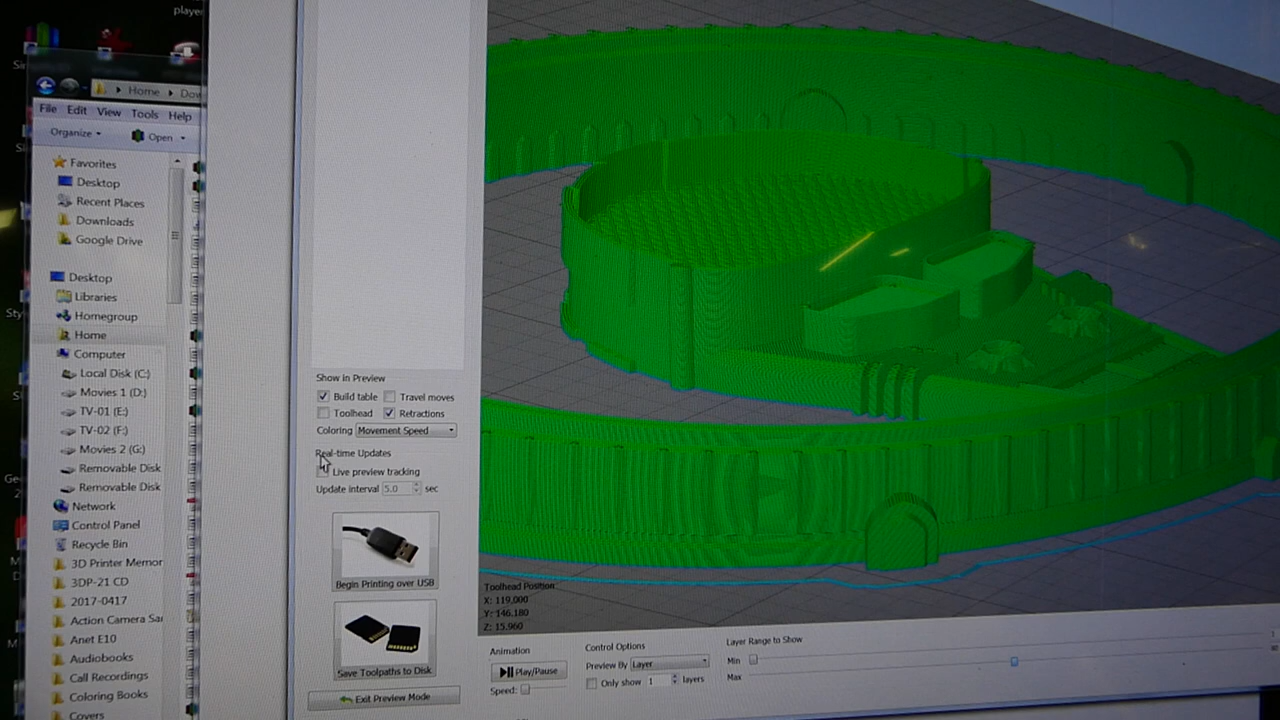 player
Home
File Edit View Tools Help
Organize Open
Favorites
Desktop
Recent Places
Downloads
Google Drive
Desktop
Libraries
Homegroup
Home
Computer
Local Disk (C:)
Movies 1 (D:)
TV-01 (E:)
TV-02 (F:)
Movies 2 (G:)
Removable Disk
Removable Disk
Network
Control Panel
Recycle Bin
3D Printer Memor
3DP-21 CD
2017-0417
Action Camera Sa
Anet E10
Audiobooks
Call Recordings
Coloring Books
Covers
Show in Preview
Build table Travel moves
Toolhead Retractions
Coloring Movement Speed
Real-time Updates
Live preview tracking
Update interval 5.0 sec
Begin Printing over USB
Save Toolpaths to Disk
Exit Preview Mode
Toolhead Position
X: 119.000
Y: 146.180
Z: 15.960
Animation
Play/Pause
Speed:
Control Options
Preview By Layer
Only show 1 layers
Layer Range to Show
Min
Max